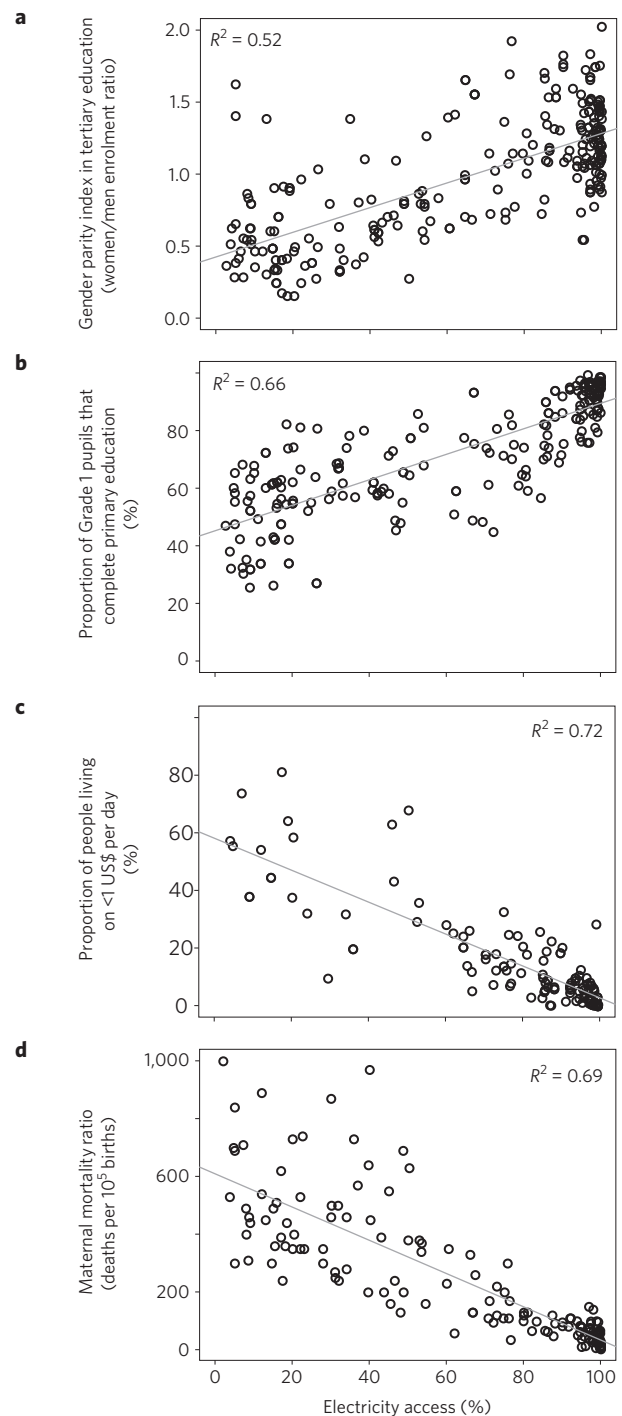 a
R² = 0.52
Gender parity index in tertiary education
(women/men enrolment ratio)
2.0
1.5
1.0
0.5
0.0
b
R² = 0.66
Proportion of Grade 1 pupils that
complete primary education
(%)
80
60
40
20
0
c
R² = 0.72
Proportion of people living
on <1 US$ per day
(%)
80
60
40
20
0
d
R² = 0.69
Maternal mortality ratio
(deaths per 10⁵ births)
1,000
600
200
0
0 20 40 60 80 100
Electricity access (%)